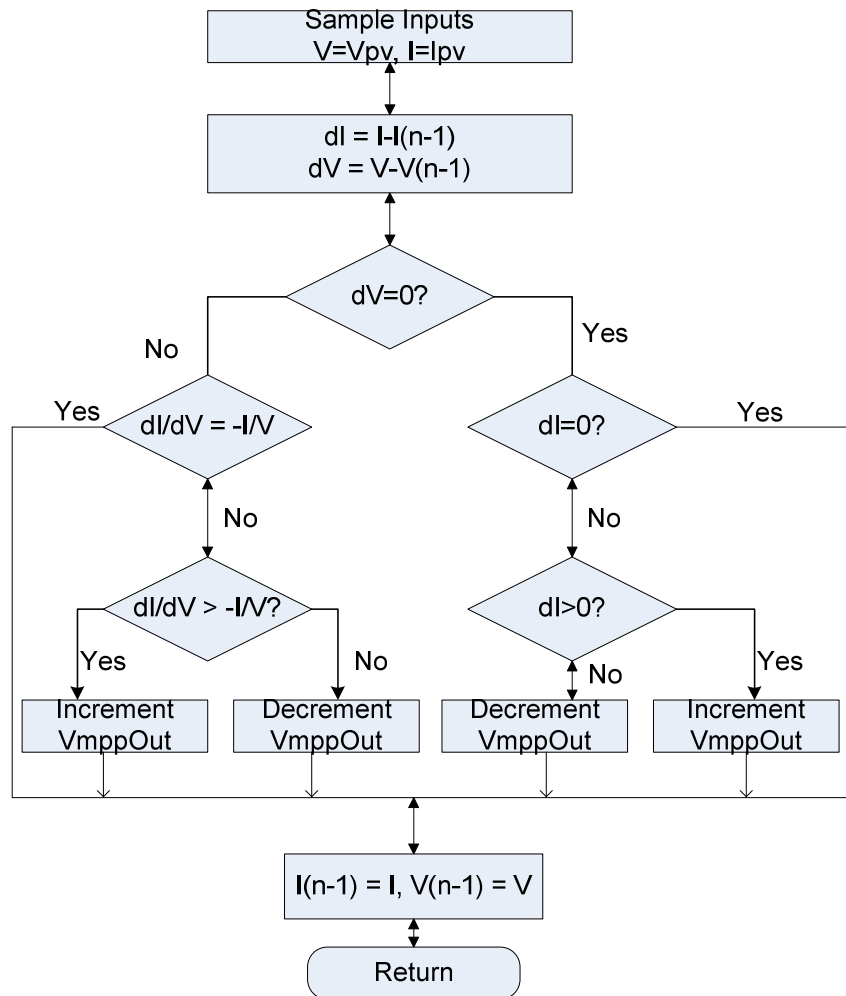 Sample Inputs
V=Vpv, I=Ipv
dI = I-I(n-1)
dV = V-V(n-1)
dV=0?
No
Yes
Yes
dI/dV = -I/V
dI=0?
Yes
No
No
dI/dV > -I/V?
dI>0?
Yes
No
No
Yes
Increment
VmppOut
Decrement
VmppOut
Decrement
VmppOut
Increment
VmppOut
I(n-1) = I, V(n-1) = V
Return